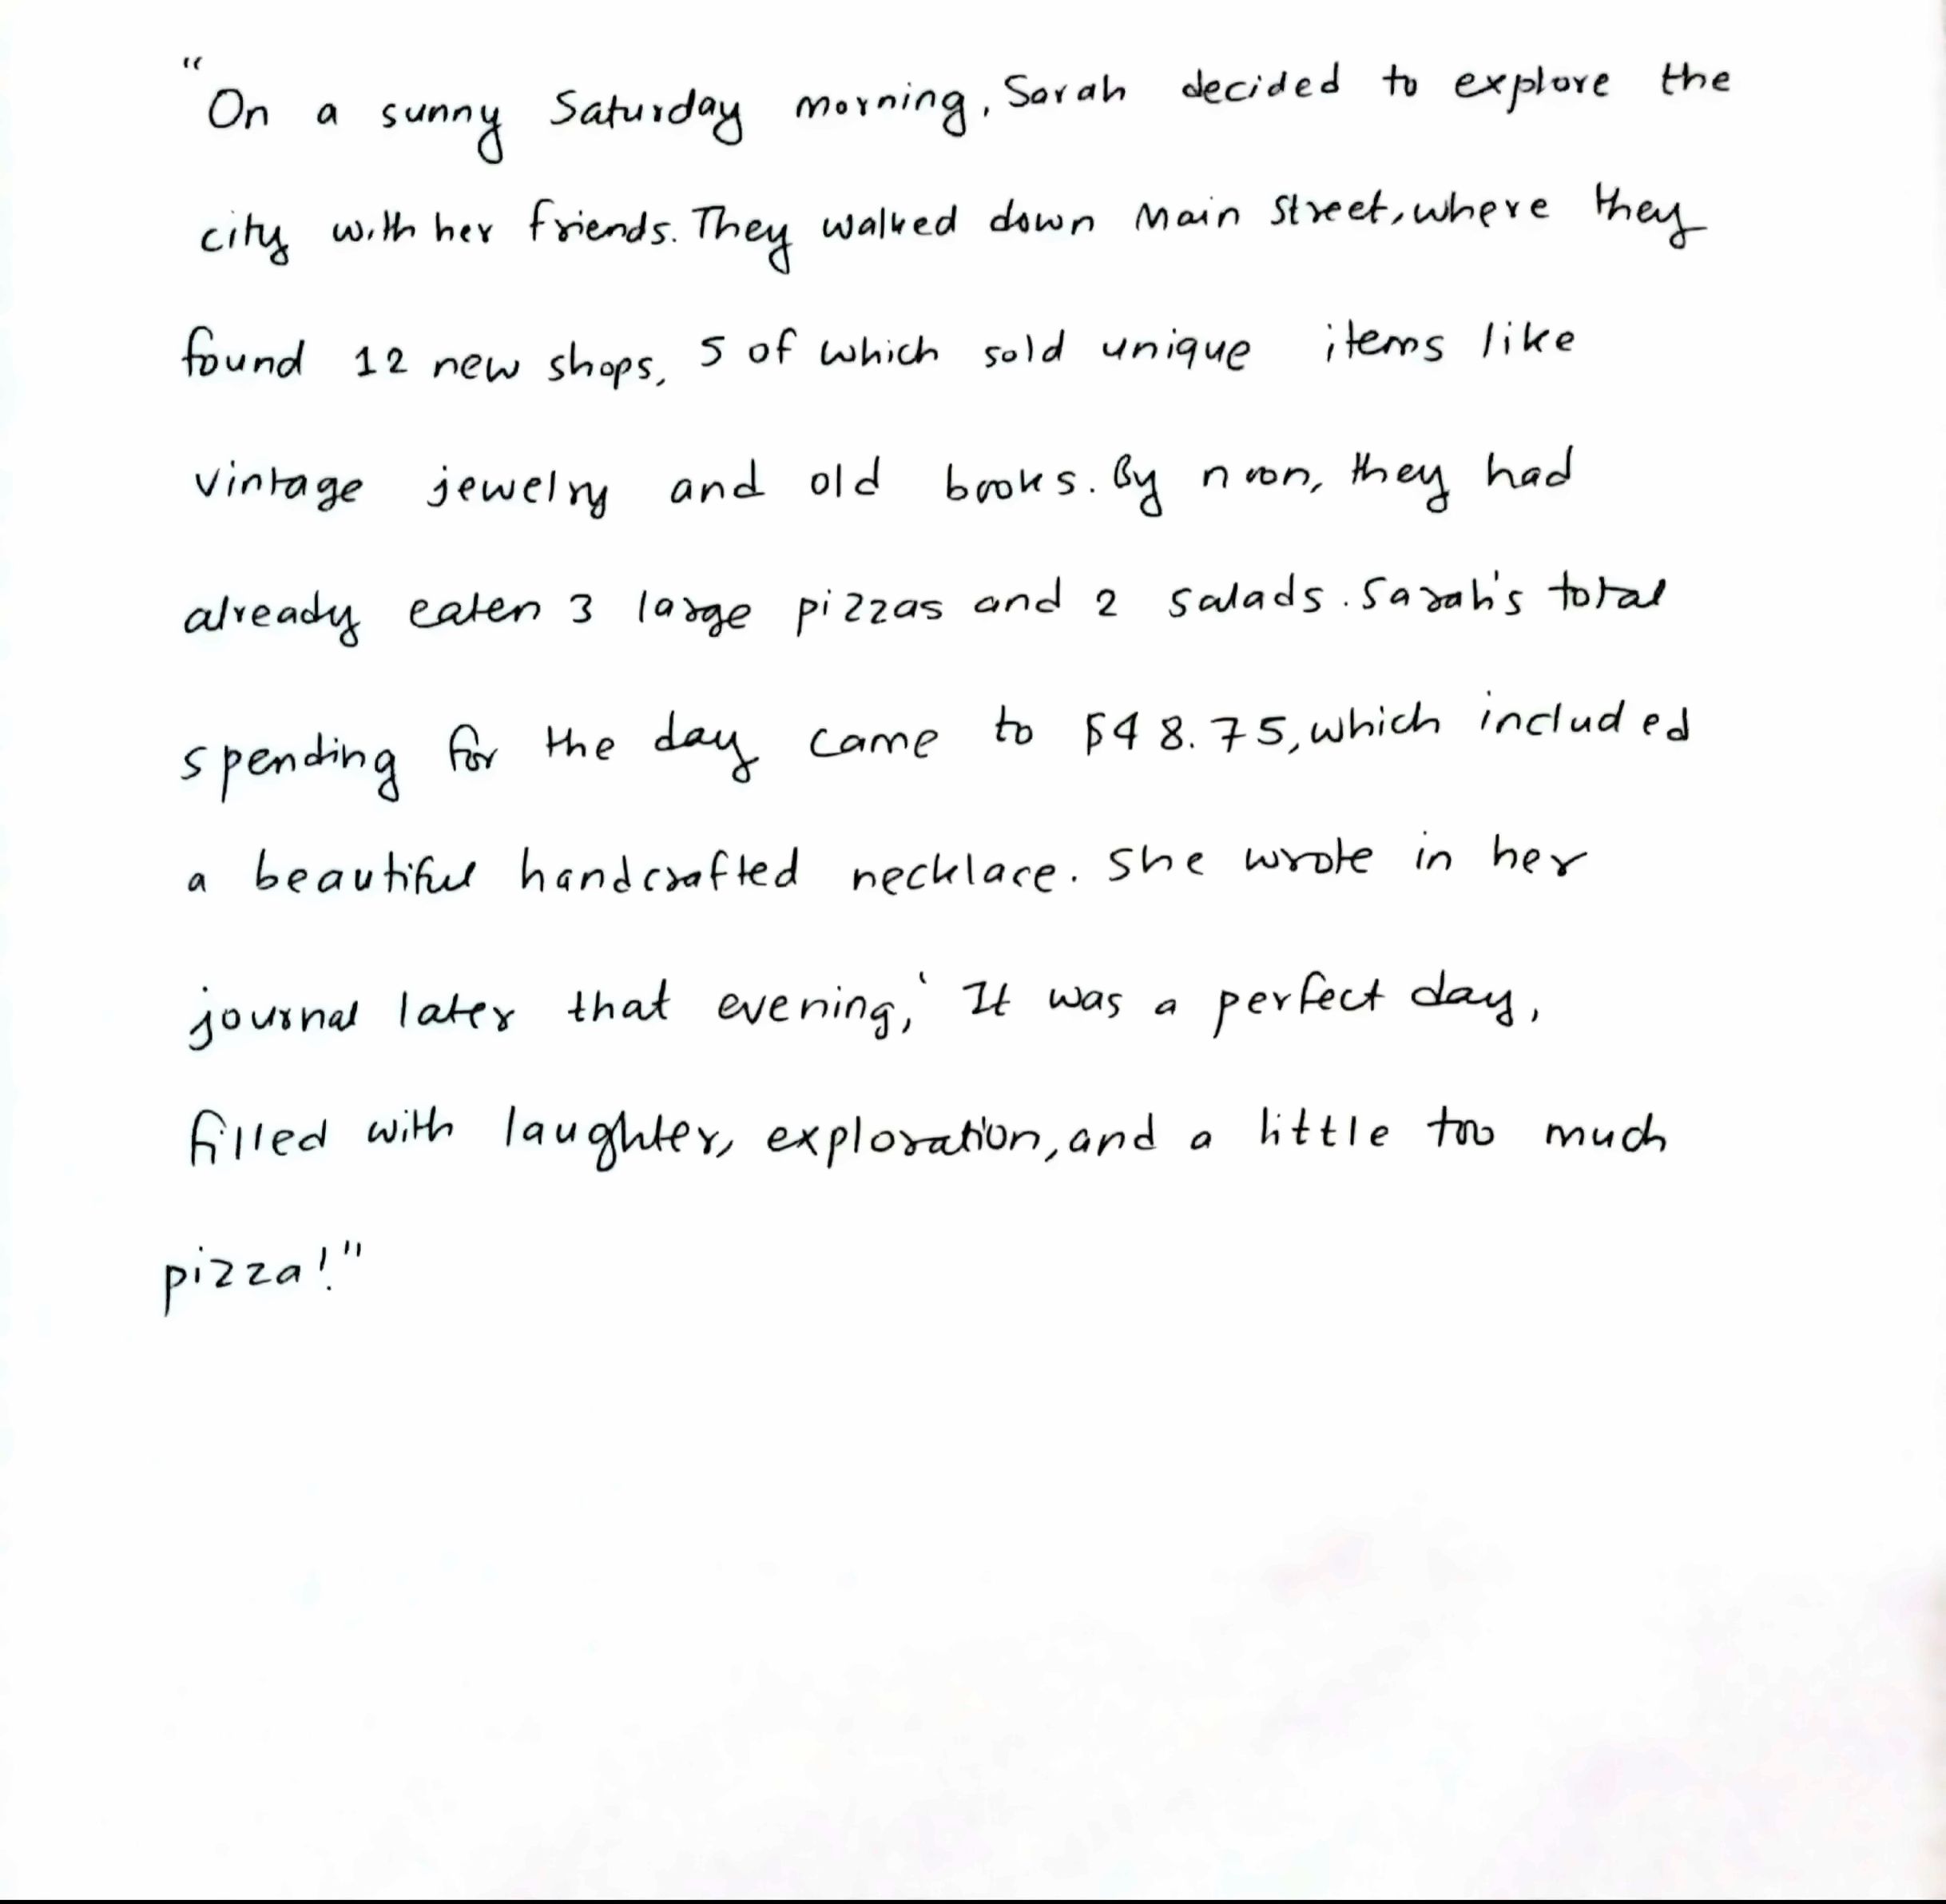 "On a sunny Saturday morning, Sarah decided to explore the
city with her friends. They walked down Main Street, where they
found 12 new shops, 5 of which sold unique items like
vintage jewelry and old books. By noon, they had
already eaten 3 large pizzas and 2 salads. Sarah's total
spending for the day came to $48.75, which included
a beautiful handcrafted necklace. She wrote in her
journal later that evening, ' It was a perfect day,
filled with laughter, exploration, and a little too much
pizza!"